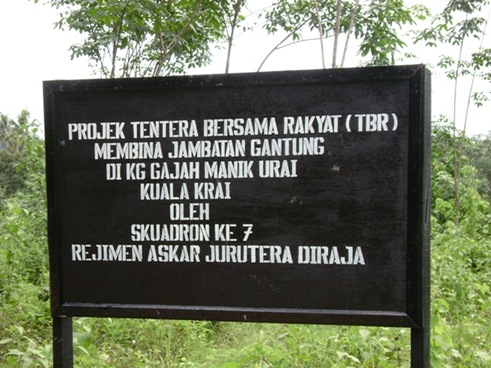 PROJEK TENTERA BERSAMA RAKYAT (TBR)
MEMBINA JAMBATAN GANTUNG
DI KG GAJAH MANIK URAI
KUALA KRAI
OLEH
SKUADRON KE 7
REJIMEN ASKAR JURUTERA DIRAJA